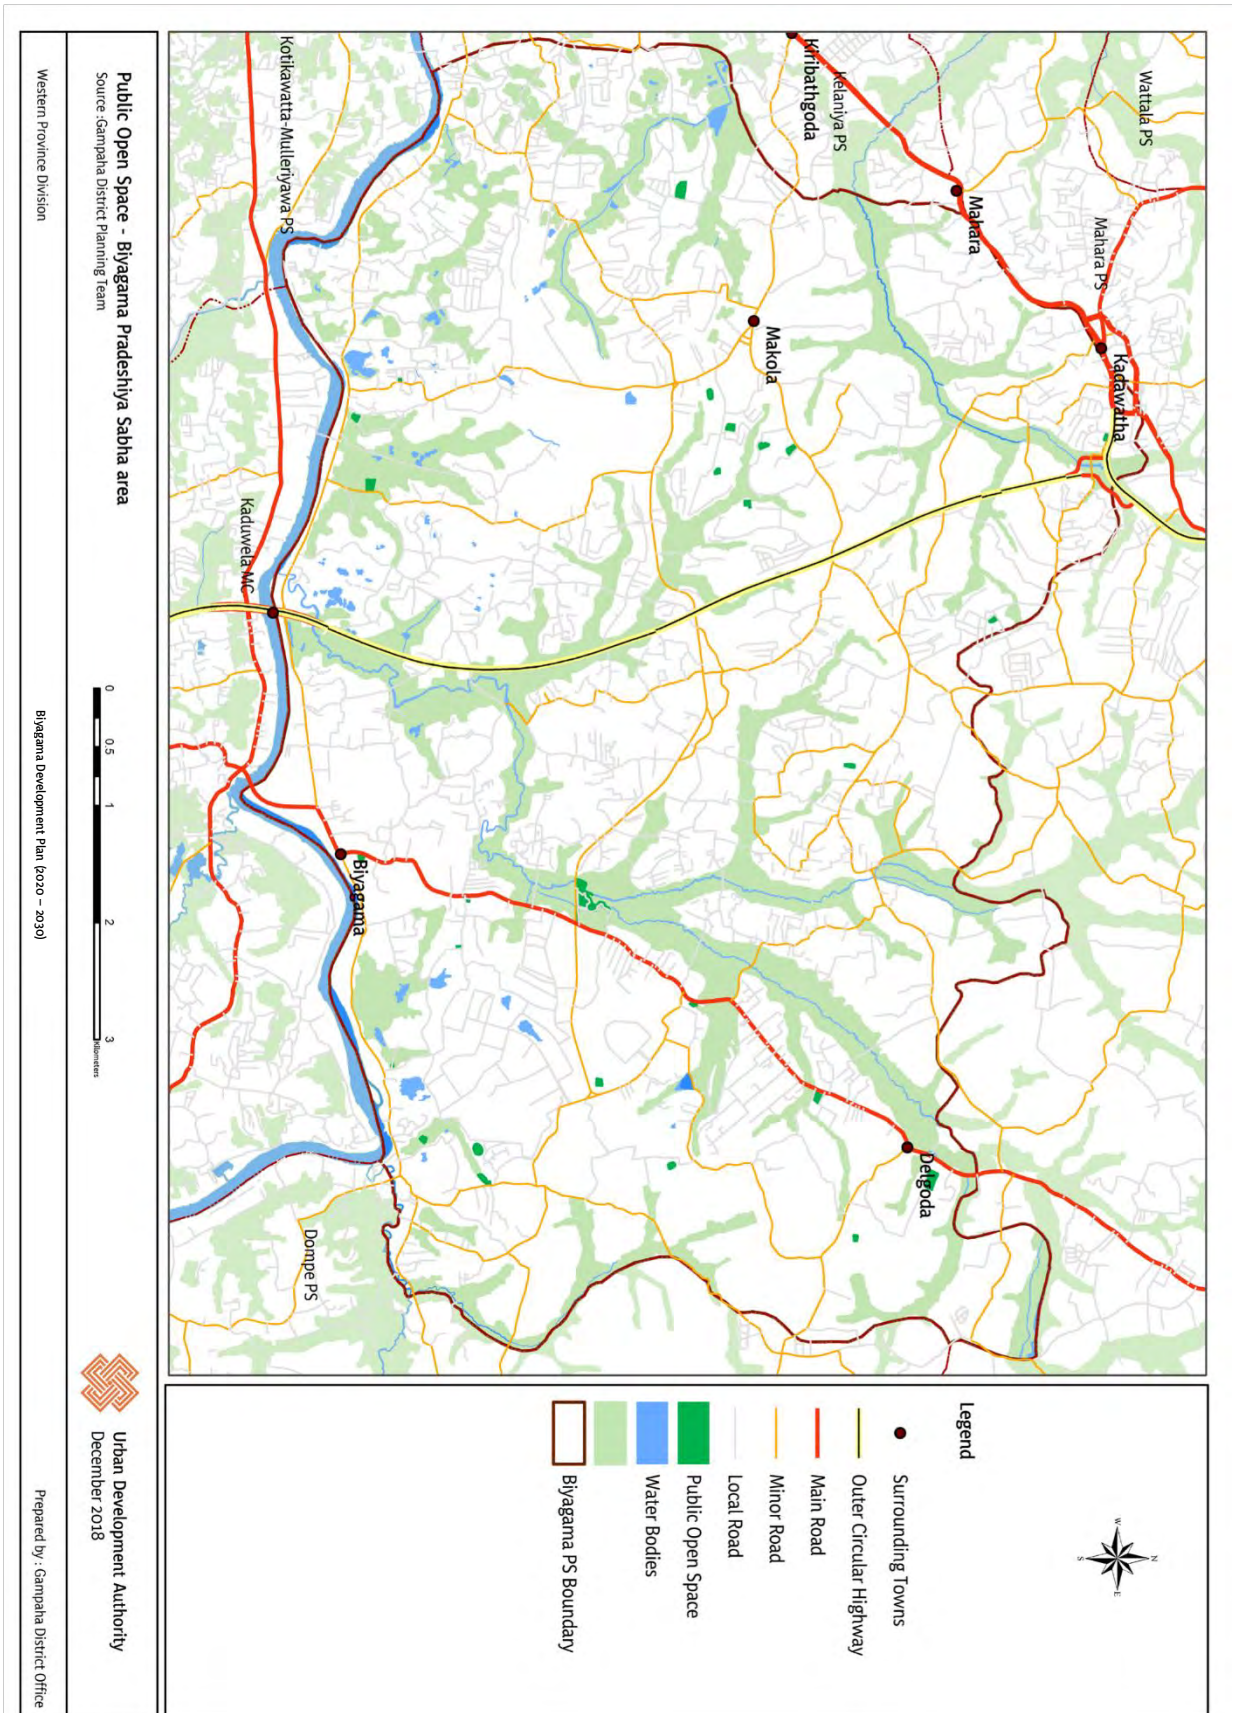 Wattala PS
Kelaniya PS
Kiribathgoda
Mahara
Mahara PS
Kadawatha
Makola
Kotikawatta-Mulleriyawa PS
Kaduwela MC
Biyagama
Delgoda
Dompe PS
Legend
Surrounding Towns
Outer Circular Highway
Main Road
Minor Road
Local Road
Public Open Space
Water Bodies
Biyagama PS Boundary
N
W
E
S
Public Open Space - Biyagama Pradeshiya Sabha area
Source :Gampaha District Planning Team
0 0.5 1 2 3
Kilometers
Urban Development Authority
December 2018
Western Province Division
Biyagama Development Plan (2020 – 2030)
Prepared by : Gampaha District Office